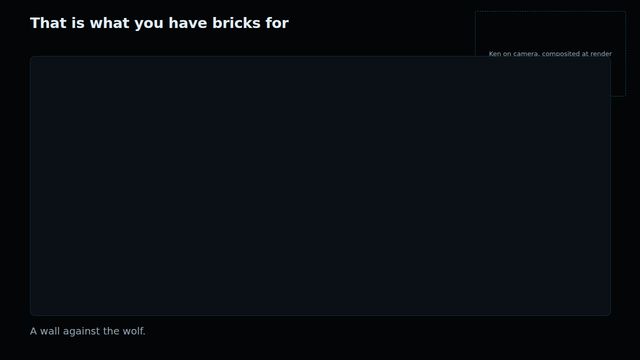 That is what you have bricks for
Ken on camera, composited at render
A wall against the wolf.